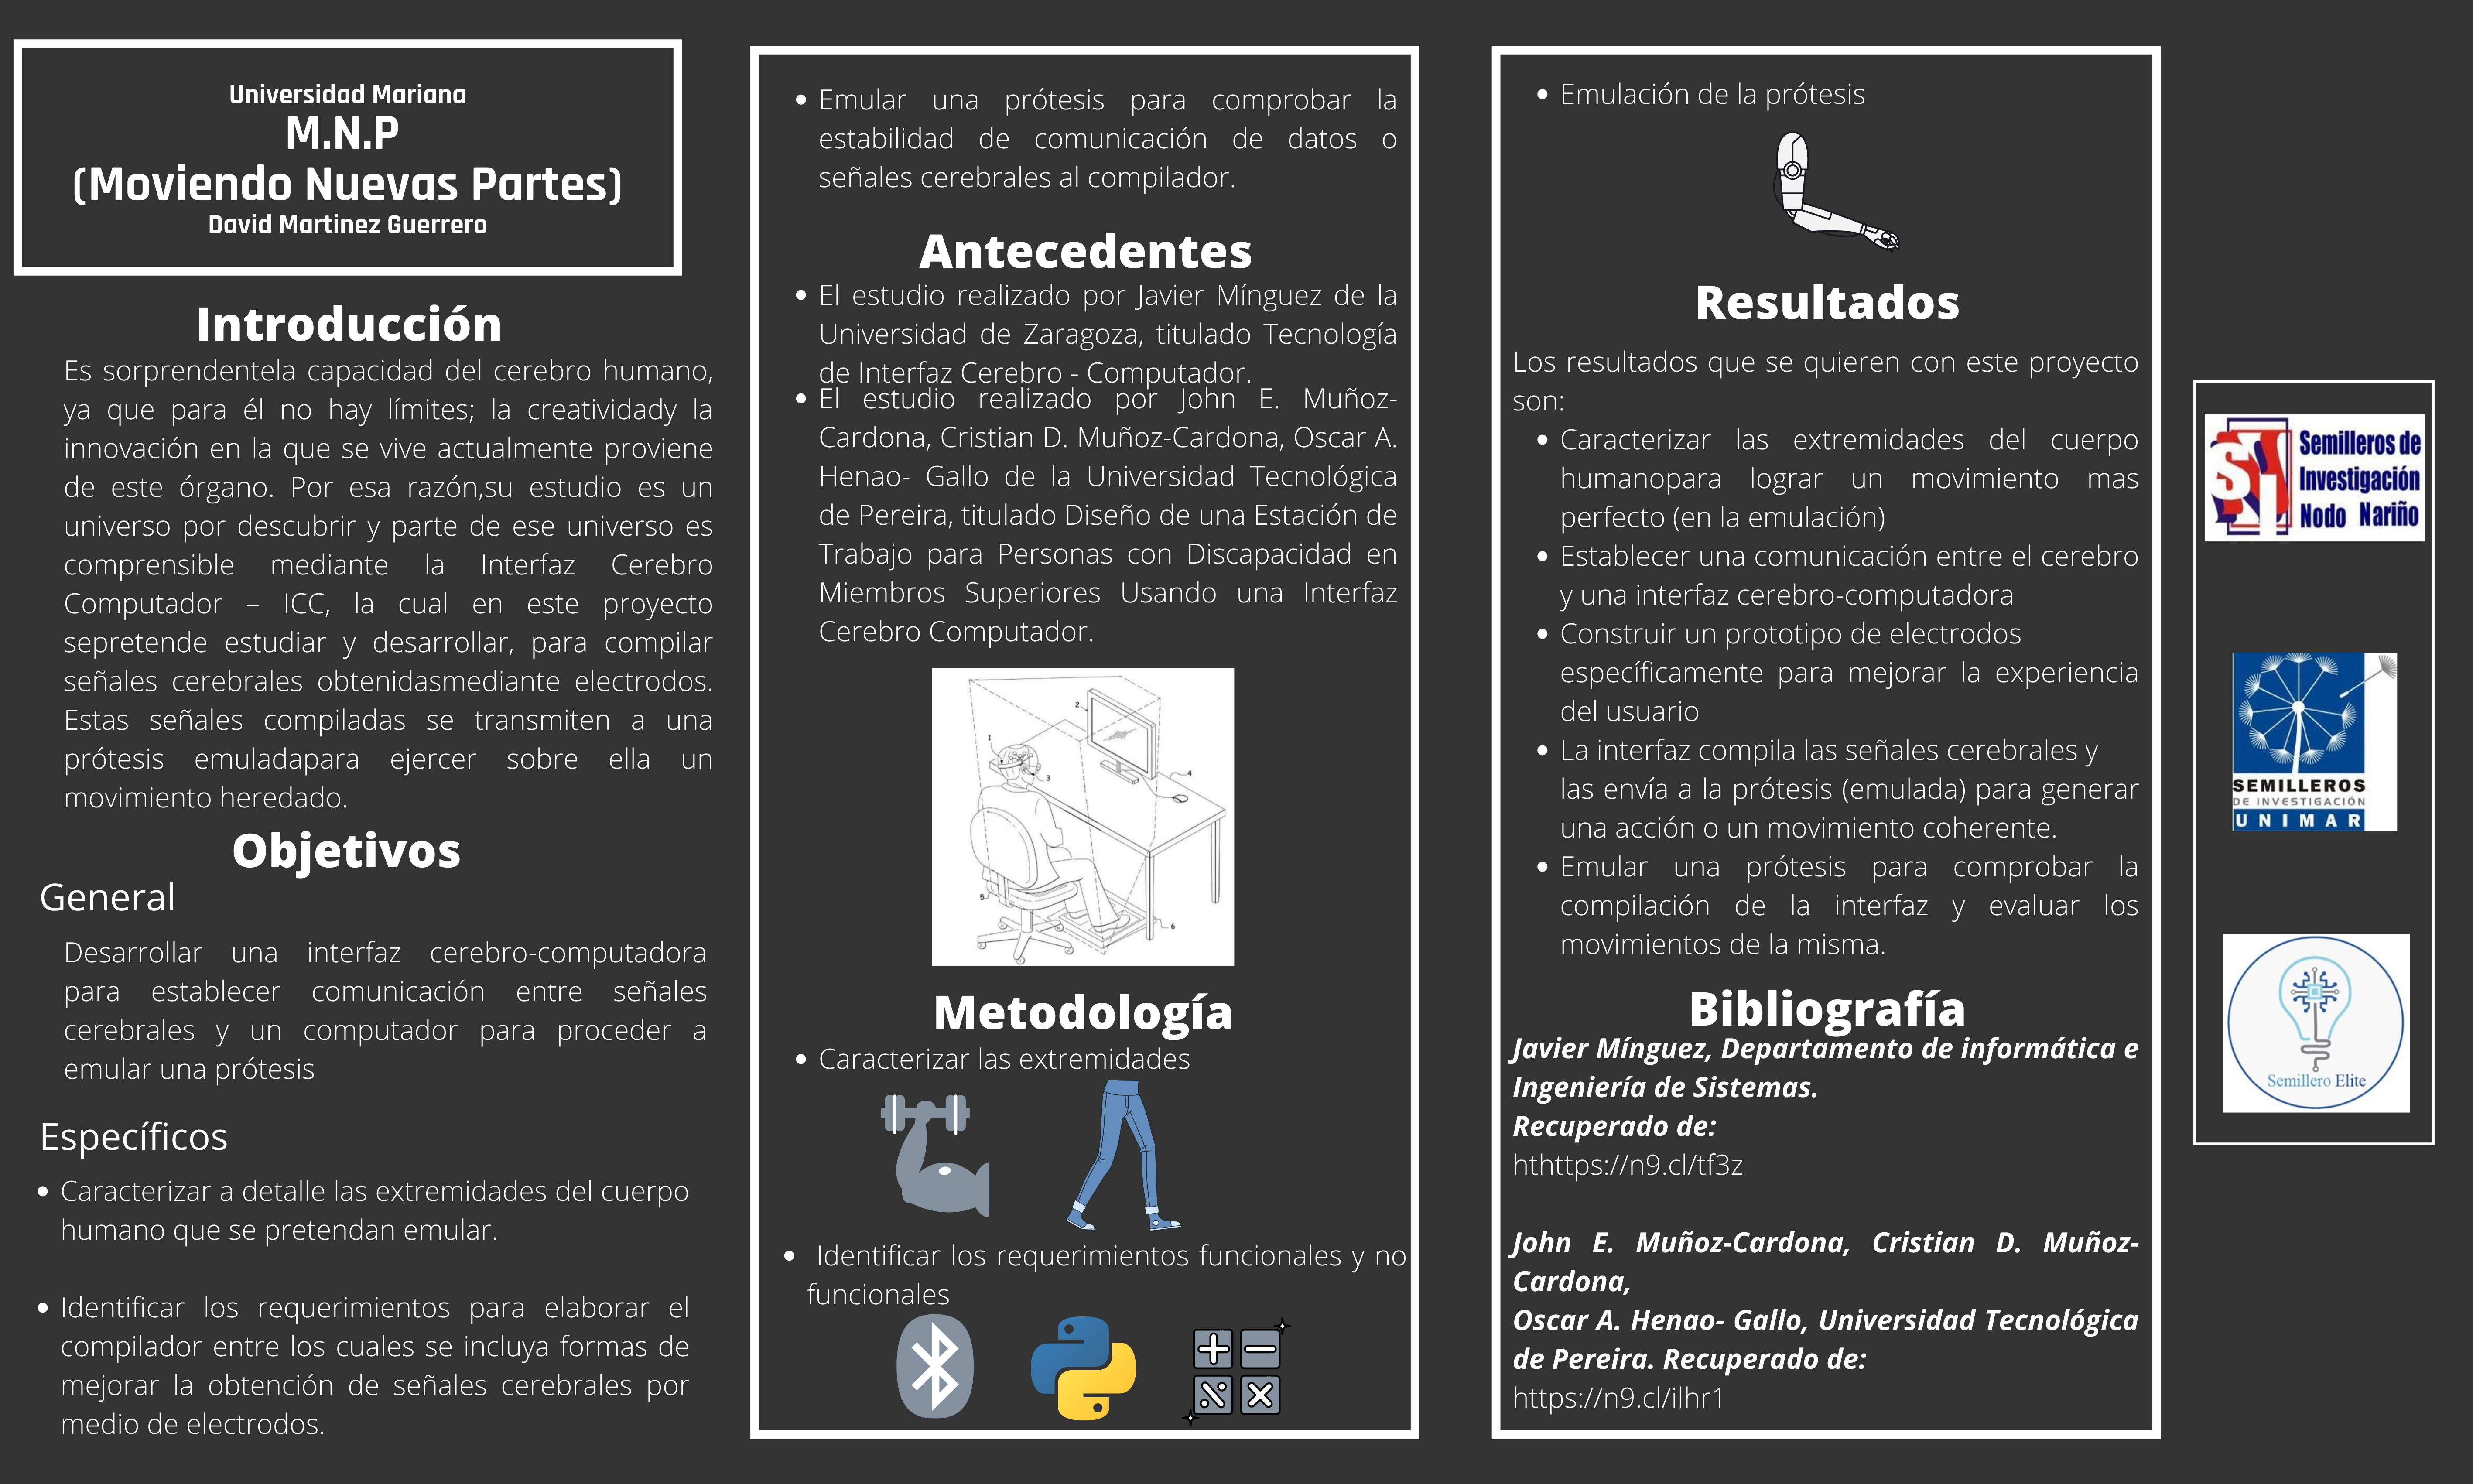 Universidad Mariana
M.N.P
(Moviendo Nuevas Partes)
David Martinez Guerrero
Introducción
Es sorprendentela capacidad del cerebro humano,
ya que para él no hay límites; la creatividady la
innovación en la que se vive actualmente proviene
de este órgano. Por esa razón,su estudio es un
universo por descubrir y parte de ese universo es
comprensible mediante la Interfaz Cerebro
Computador – ICC, la cual en este proyecto
sepretende estudiar y desarrollar, para compilar
señales cerebrales obtenidasmediante electrodos.
Estas señales compiladas se transmiten a una
prótesis emuladapara ejercer sobre ella un
movimiento heredado.
Objetivos
General
Desarrollar una interfaz cerebro-computadora
para establecer comunicación entre señales
cerebrales y un computador para proceder a
emular una prótesis
Específicos
• Caracterizar a detalle las extremidades del cuerpo
humano que se pretendan emular.
• Identificar los requerimientos para elaborar el
compilador entre los cuales se incluya formas de
mejorar la obtención de señales cerebrales por
medio de electrodos.
• Emular una prótesis para comprobar la
estabilidad de comunicación de datos o
señales cerebrales al compilador.
Antecedentes
• El estudio realizado por Javier Mínguez de la
Universidad de Zaragoza, titulado Tecnología
de Interfaz Cerebro - Computador.
• El estudio realizado por John E. Muñoz-
Cardona, Cristian D. Muñoz-Cardona, Oscar A.
Henao- Gallo de la Universidad Tecnológica
de Pereira, titulado Diseño de una Estación de
Trabajo para Personas con Discapacidad en
Miembros Superiores Usando una Interfaz
Cerebro Computador.
1
2
3
4
5
6
Metodología
• Caracterizar las extremidades
• Identificar los requerimientos funcionales y no
funcionales
• Emulación de la prótesis
Resultados
Los resultados que se quieren con este proyecto
son:
• Caracterizar las extremidades del cuerpo
humanopara lograr un movimiento mas
perfecto (en la emulación)
• Establecer una comunicación entre el cerebro
y una interfaz cerebro-computadora
• Construir un prototipo de electrodos
específicamente para mejorar la experiencia
del usuario
• La interfaz compila las señales cerebrales y
las envía a la prótesis (emulada) para generar
una acción o un movimiento coherente.
• Emular una prótesis para comprobar la
compilación de la interfaz y evaluar los
movimientos de la misma.
Bibliografía
Javier Mínguez, Departamento de informática e
Ingeniería de Sistemas.
Recuperado de:
hthttps://n9.cl/tf3z
John E. Muñoz-Cardona, Cristian D. Muñoz-
Cardona,
Oscar A. Henao- Gallo, Universidad Tecnológica
de Pereira. Recuperado de:
https://n9.cl/ilhr1
Semilleros de
Investigación
Nodo Nariño
SEMILLEROS
DE INVESTIGACIÓN
UNIMAR
Semillero Elite